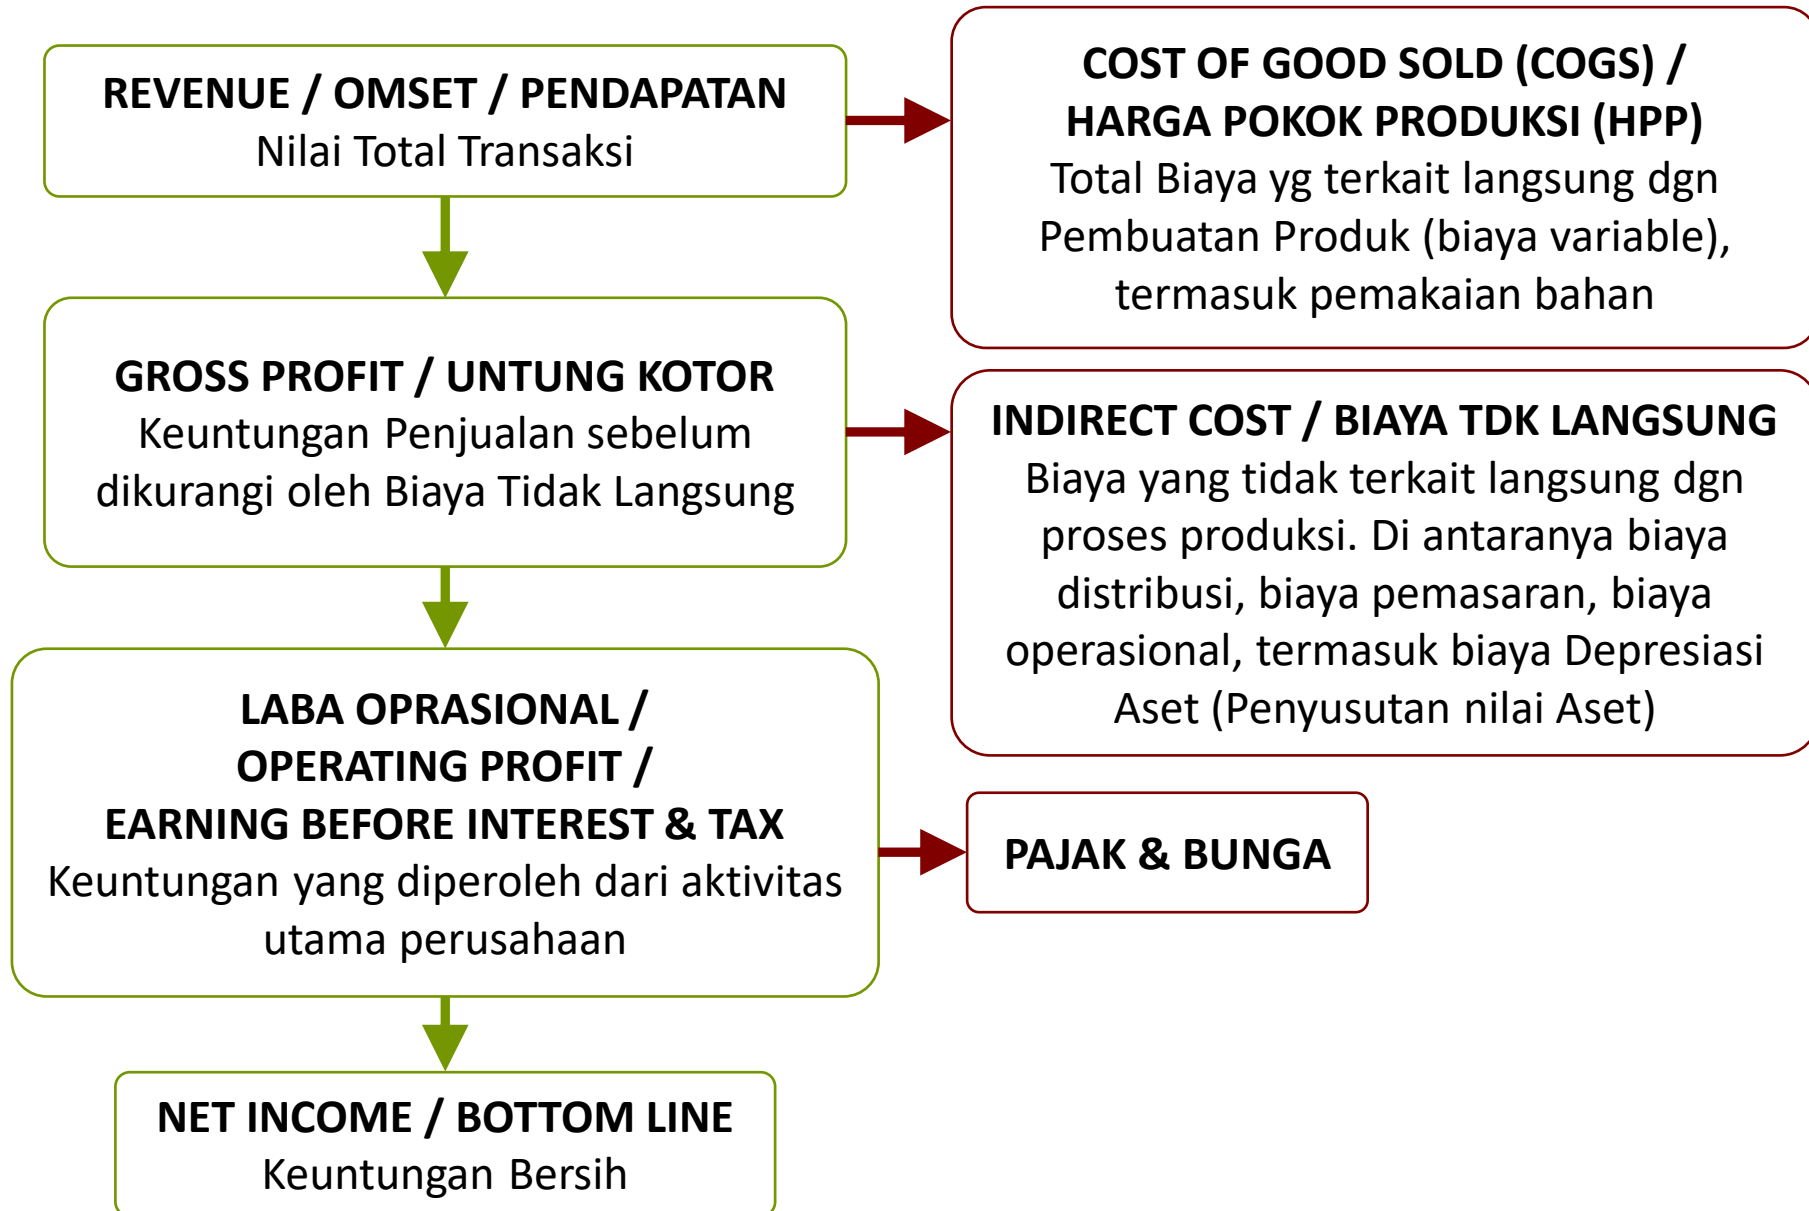 REVENUE / OMSET / PENDAPATAN
Nilai Total Transaksi
COST OF GOOD SOLD (COGS) /
HARGA POKOK PRODUKSI (HPP)
Total Biaya yg terkait langsung dgn
Pembuatan Produk (biaya variable),
termasuk pemakaian bahan
GROSS PROFIT / UNTUNG KOTOR
Keuntungan Penjualan sebelum
dikurangi oleh Biaya Tidak Langsung
INDIRECT COST / BIAYA TDK LANGSUNG
Biaya yang tidak terkait langsung dgn
proses produksi. Di antaranya biaya
distribusi, biaya pemasaran, biaya
operasional, termasuk biaya Depresiasi
Aset (Penyusutan nilai Aset)
LABA OPRASIONAL /
OPERATING PROFIT /
EARNING BEFORE INTEREST & TAX
Keuntungan yang diperoleh dari aktivitas
utama perusahaan
PAJAK & BUNGA
NET INCOME / BOTTOM LINE
Keuntungan Bersih